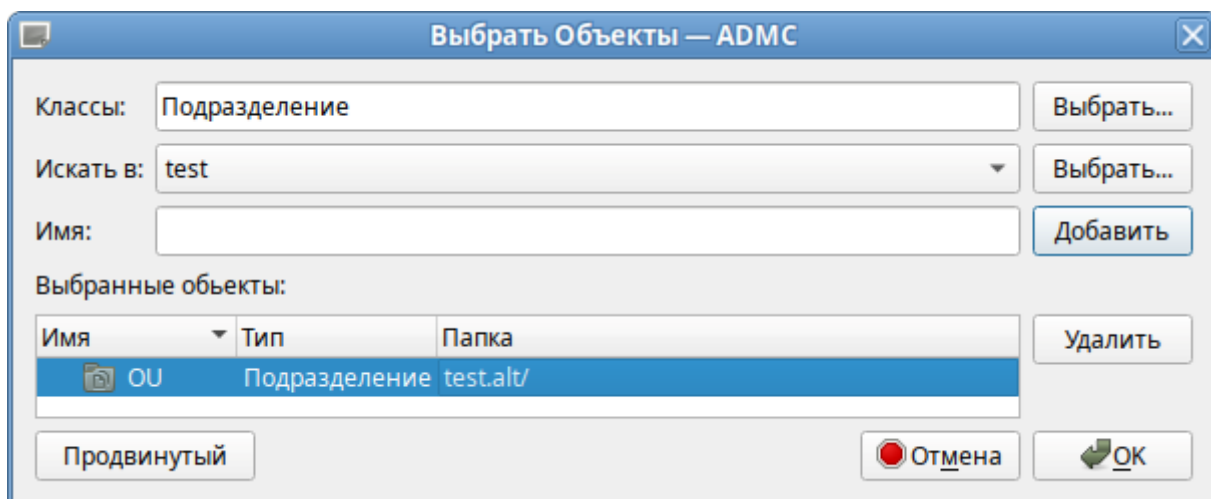 Выбрать Объекты — ADMC
Классы: Подразделение Выбрать...
Искать в: test Выбрать...
Имя: Добавить
Выбранные обьекты:
Имя Тип Папка Удалить
OU Подразделение test.alt/
Продвинутый Отмена OK